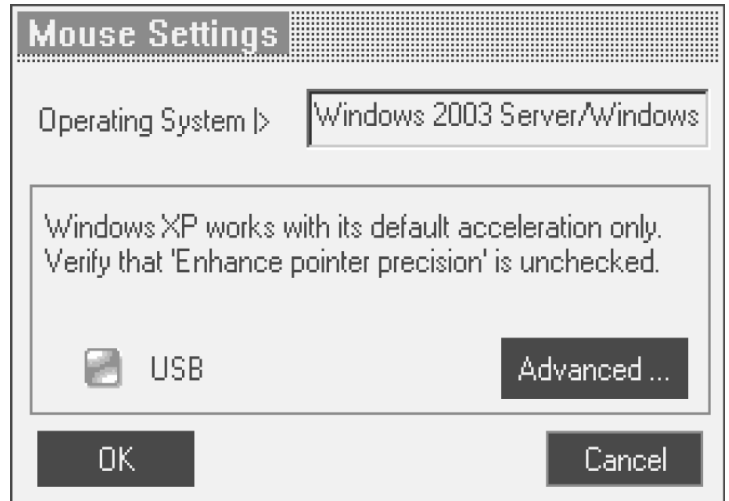 Mouse Settings
Operating System |>
Windows 2003 Server/Windows
Windows XP works with its default acceleration only.
Verify that 'Enhance pointer precision' is unchecked.
USB
Advanced ...
OK
Cancel